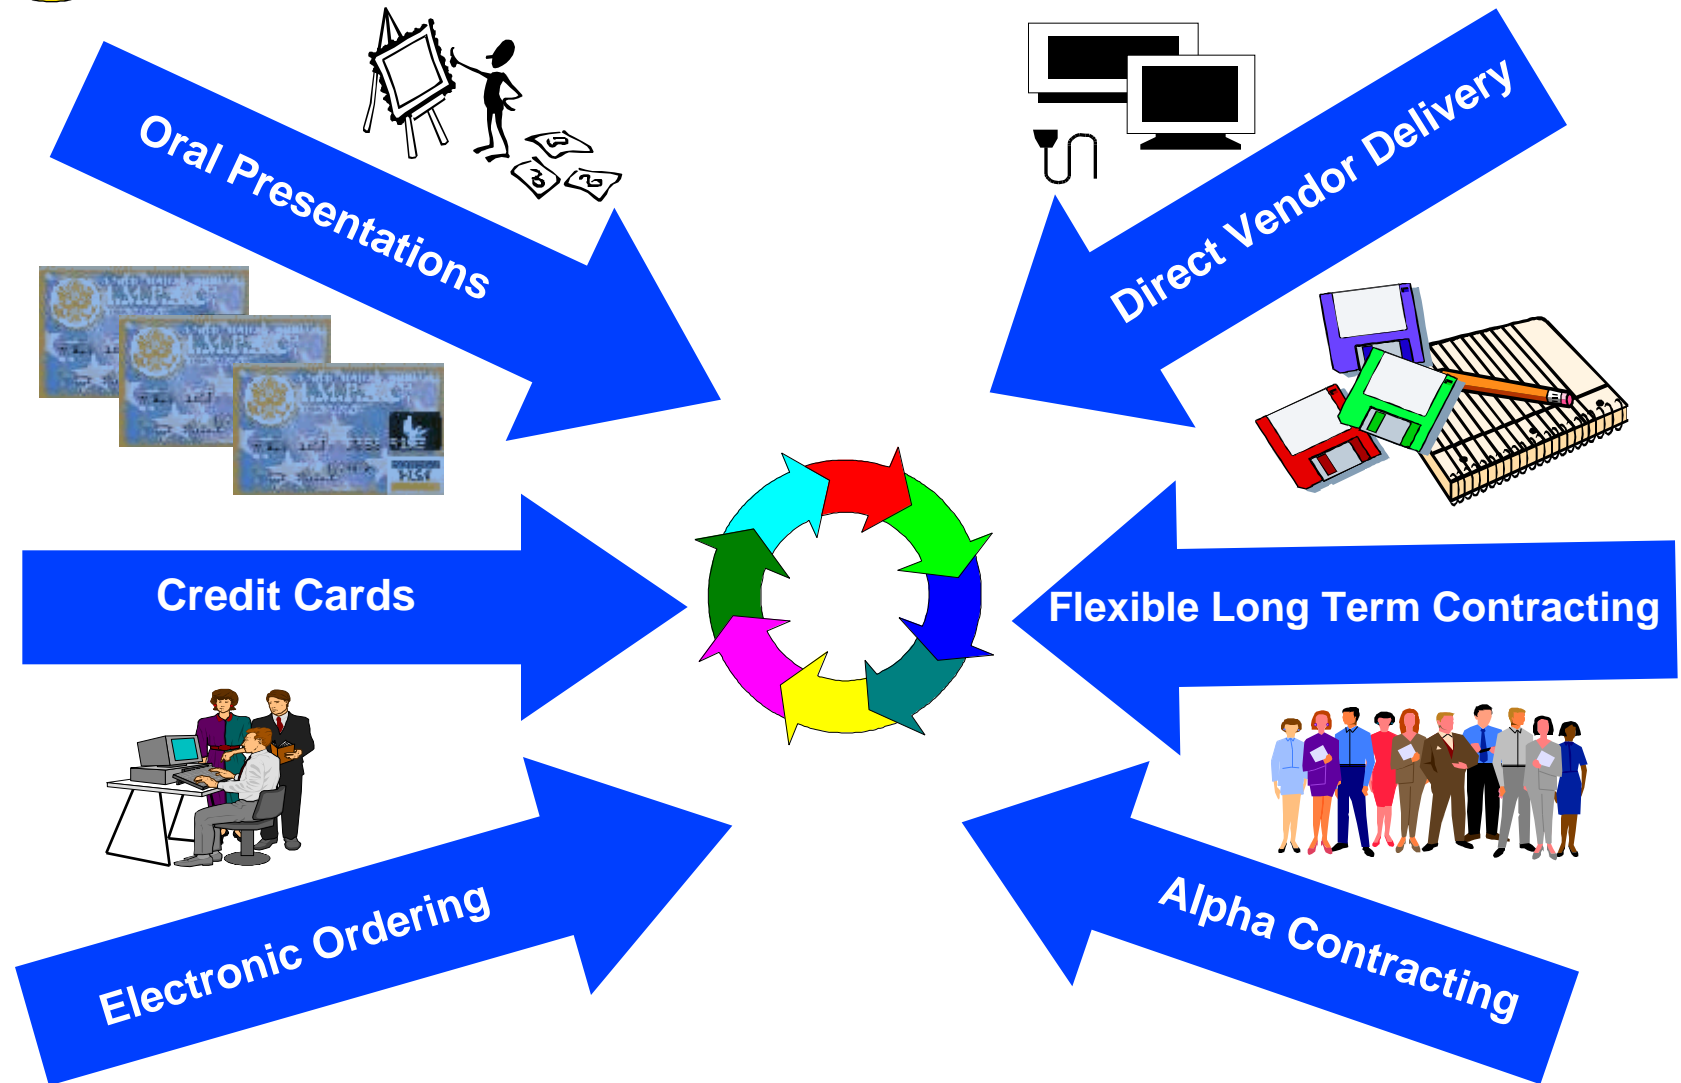 Oral Presentations
Direct Vendor Delivery
Credit Cards
Flexible Long Term Contracting
Electronic Ordering
Alpha Contracting